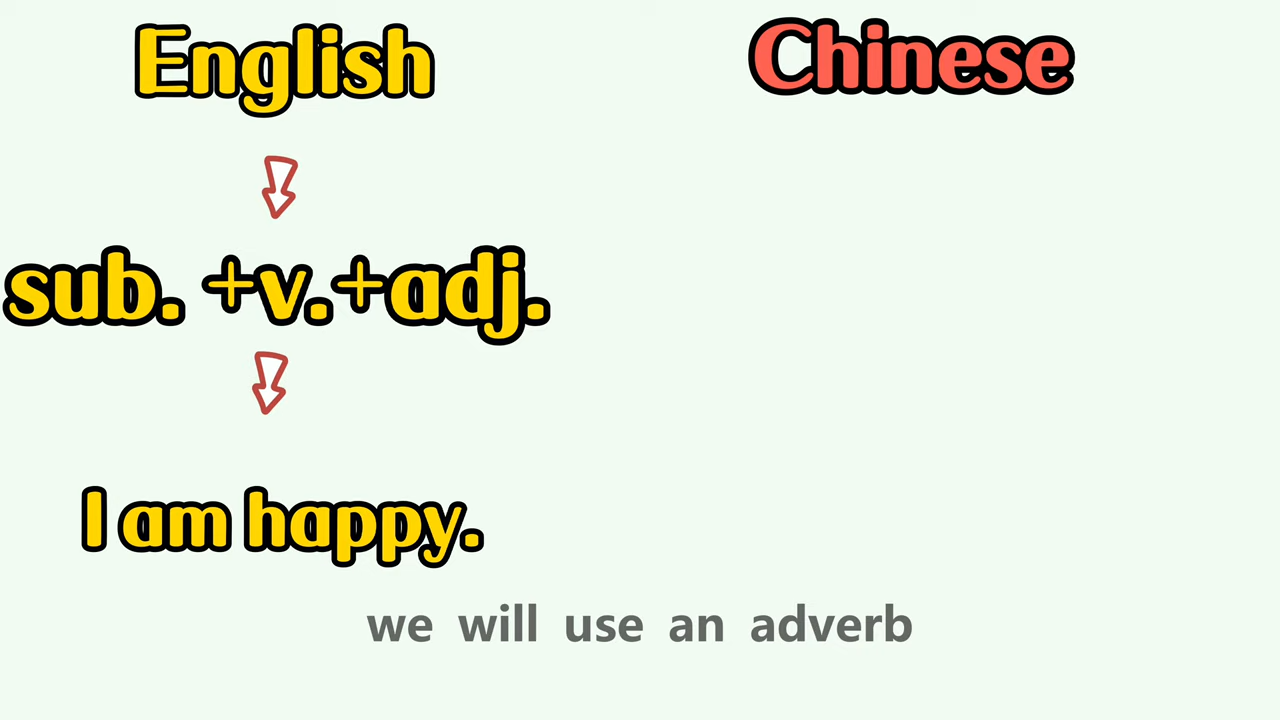 English
Chinese
sub. +v.+adj.
I am happy.
we will use an adverb